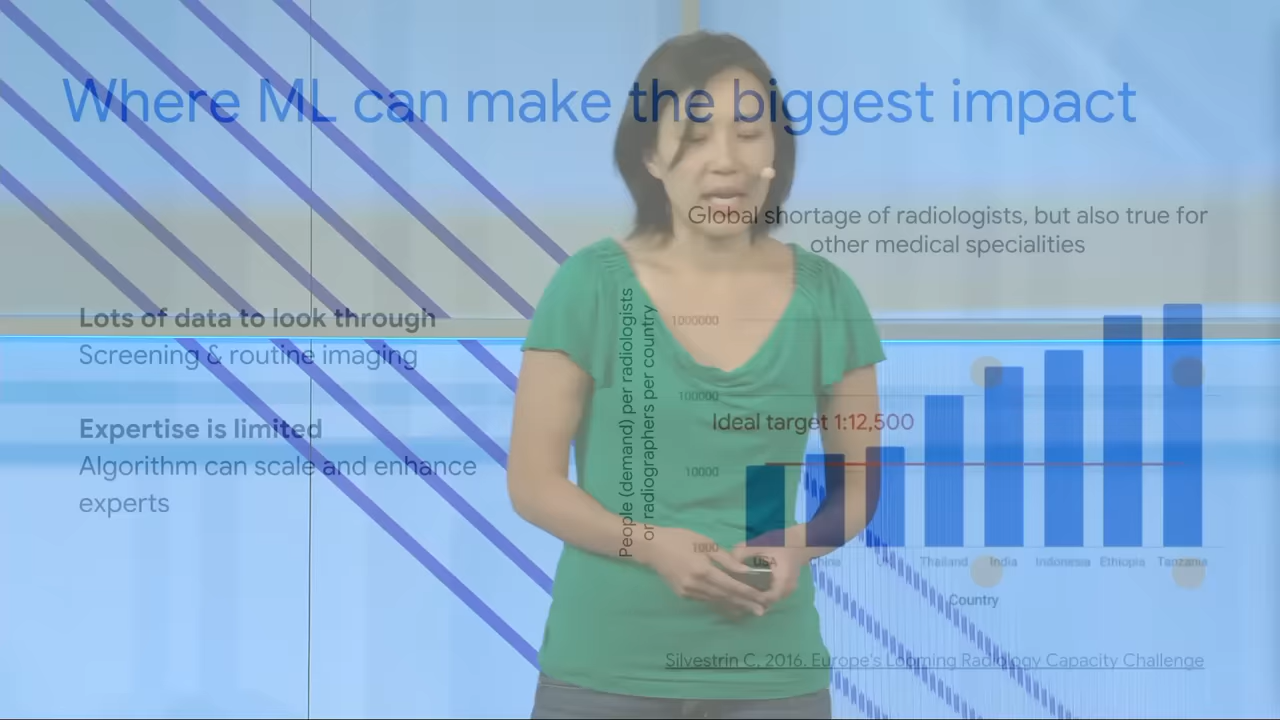 Where ML can make the biggest impact
Global shortage of radiologists, but also true for
other medical specialities
Lots of data to look through
Screening & routine imaging
Expertise is limited
Algorithm can scale and enhance
experts
People (demand) per radiologists
or radiographers per country
1000000
100000
10000
1000
Ideal target 1:12,500
USA
China
Thailand
India
Indonesia
Ethiopia
Tanzania
Country
Silvestrin C, 2016. Europe's Looming Radiology Capacity Challenge